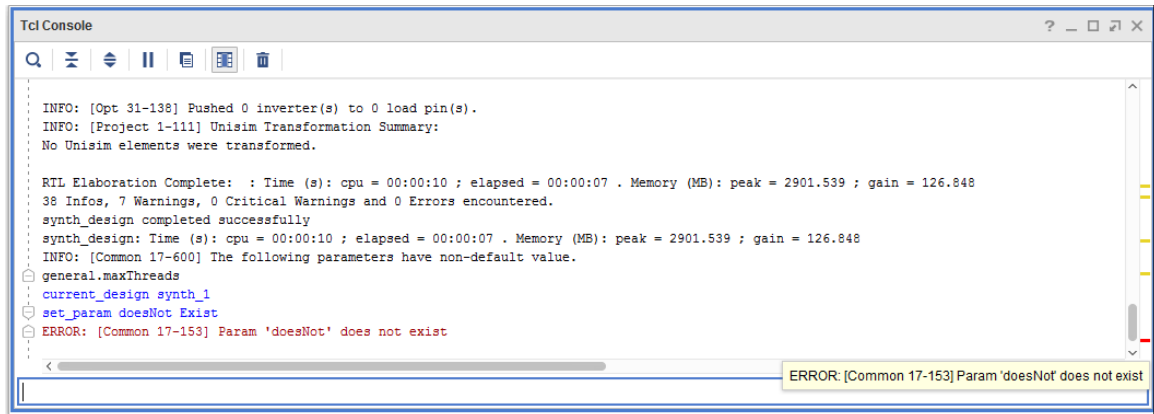 Tcl Console
INFO: [Opt 31-138] Pushed 0 inverter(s) to 0 load pin(s).
INFO: [Project 1-111] Unisim Transformation Summary:
No Unisim elements were transformed.
RTL Elaboration Complete:  : Time (s): cpu = 00:00:10 ; elapsed = 00:00:07 . Memory (MB): peak = 2901.539 ; gain = 126.848
38 Infos, 7 Warnings, 0 Critical Warnings and 0 Errors encountered.
synth_design completed successfully
synth_design: Time (s): cpu = 00:00:10 ; elapsed = 00:00:07 . Memory (MB): peak = 2901.539 ; gain = 126.848
INFO: [Common 17-600] The following parameters have non-default value.
general.maxThreads
current_design synth_1
set_param doesNot Exist
ERROR: [Common 17-153] Param 'doesNot' does not exist
ERROR: [Common 17-153] Param 'doesNot' does not exist